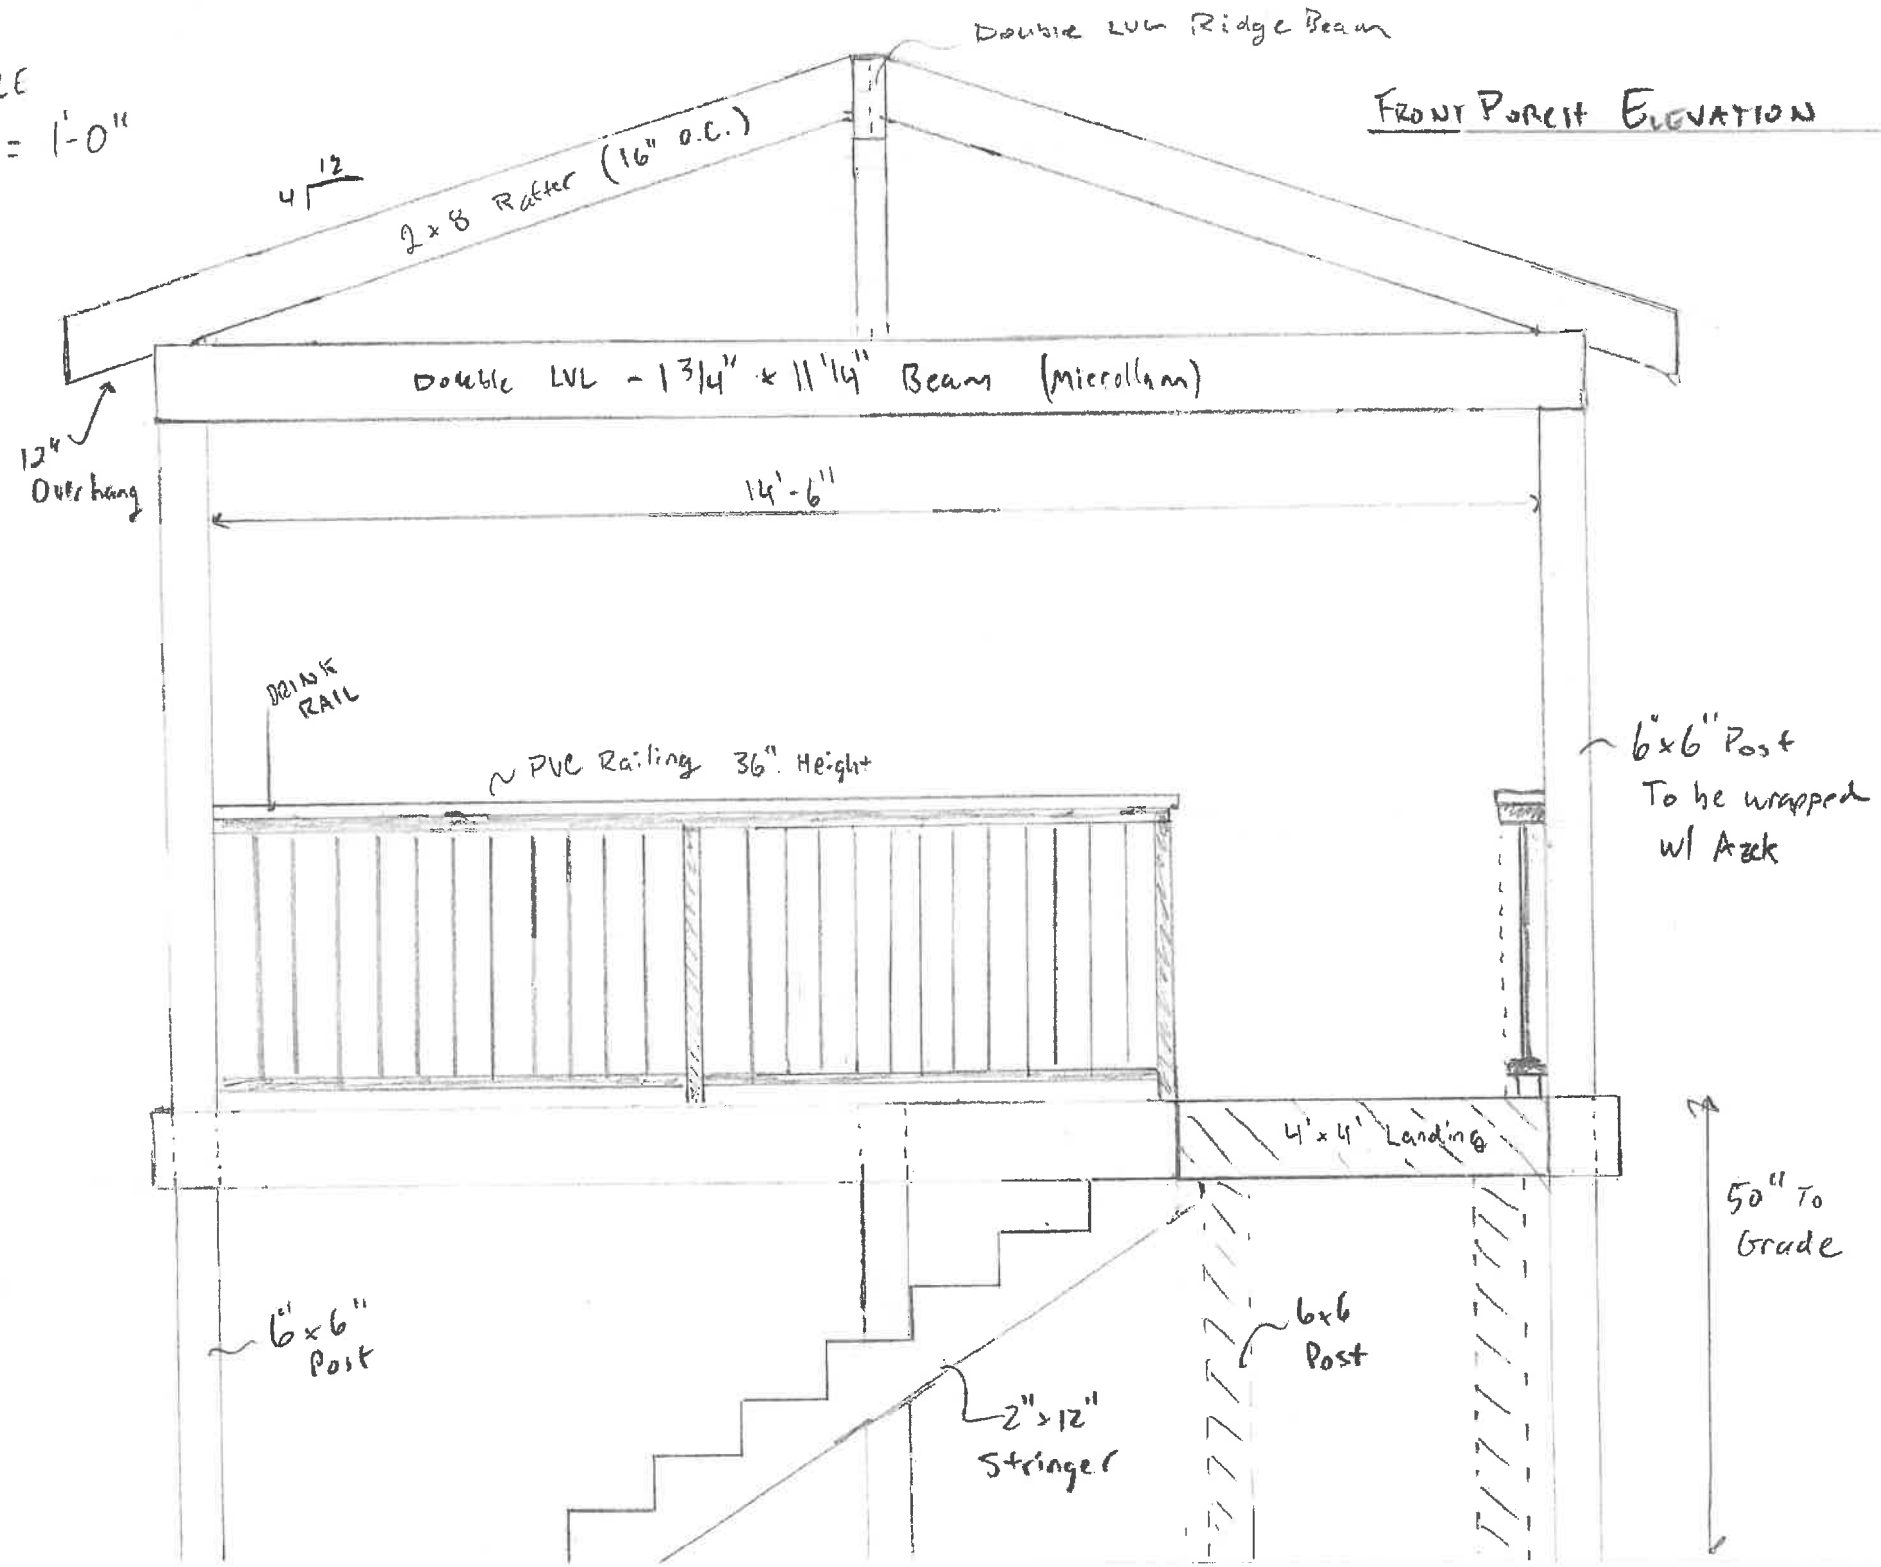 Double LVL Ridge Beam
FRONT PORCH ELEVATION
= 1'-0"
12
4
2x8 Rafter (16" O.C.)
Double LVL - 1 3/4" x 11 1/4" Beam (Microllam)
12"
Overhang
14'-6"
DRINK
RAIL
PVC Railing 36" Height
6"x6" Post
To be wrapped
w/ Azek
4'x4' Landing
50" To
Grade
6"x6"
Post
6x6
Post
2"x12"
Stringer